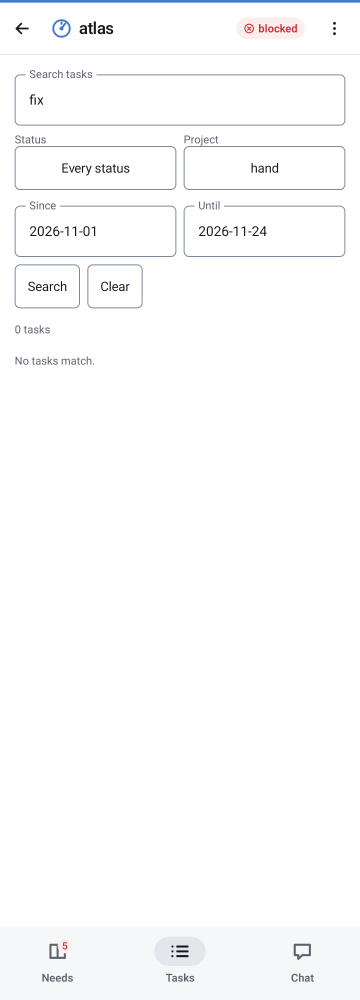 atlas
blocked
Search tasks
fix
Status
Project
Every status
hand
Since
Until
2026-11-01
2026-11-24
Search
Clear
0 tasks
No tasks match.
5
Needs
Tasks
Chat